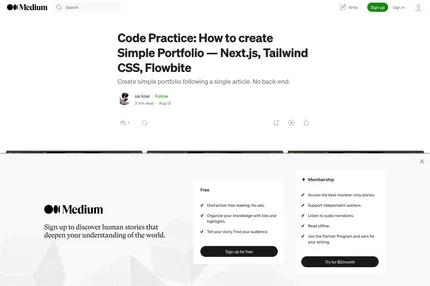 Medium
Search
Write
Sign up
Sign in
Code Practice: How to create
Simple Portfolio — Next.js, Tailwind
CSS, Flowbite
Create simple portfolio following a single article. No back-end.
Follow
2 min read · Aug 13
Medium
Sign up to discover human stories that
deepen your understanding of the world.
Free
Distraction-free reading. No ads.
Organize your knowledge with lists and
highlights.
Tell your story. Find your audience.
Sign up for free
Membership
Access the best member-only stories.
Support independent authors.
Listen to audio narrations.
Read offline.
Join the Partner Program and earn for
your writing.
Try for $5/month